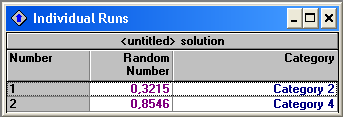 Individual Runs
<untitled> solution
Number Random Number Category
1 0,3215 Category 2
2 0,8546 Category 4